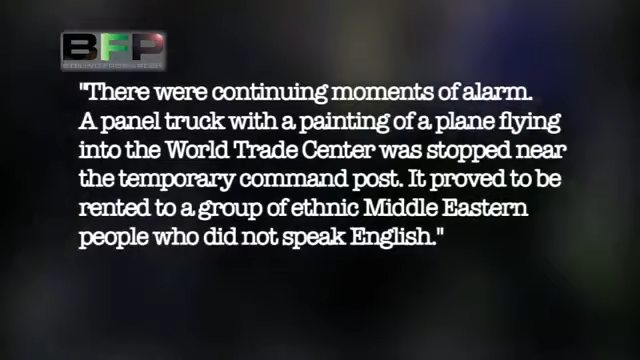 BFP
"There were continuing moments of alarm.
A panel truck with a painting of a plane flying
into the World Trade Center was stopped near
the temporary command post. It proved to be
rented to a group of ethnic Middle Eastern
people who did not speak English."